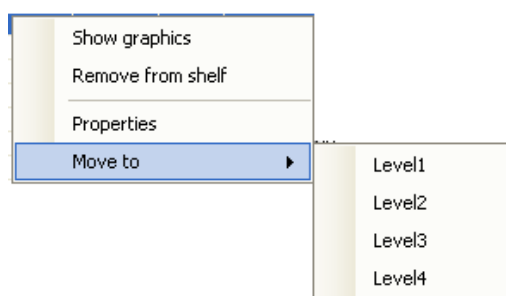 Show graphics
Remove from shelf
Properties
Move to
Level1
Level2
Level3
Level4